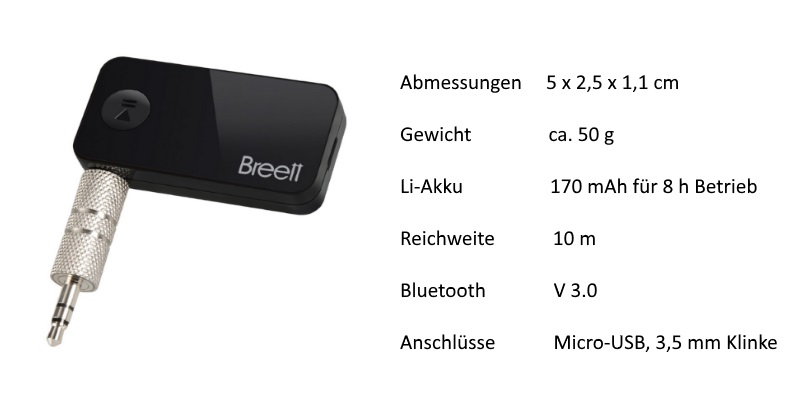 Breett
Abmessungen 5 x 2,5 x 1,1 cm
Gewicht ca. 50 g
Li-Akku 170 mAh für 8 h Betrieb
Reichweite 10 m
Bluetooth V 3.0
Anschlüsse Micro-USB, 3,5 mm Klinke